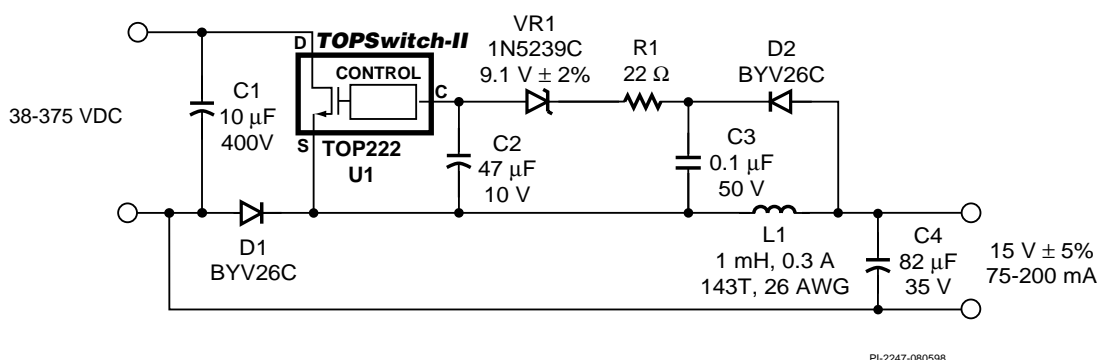 38-375 VDC
C1
10 µF
400V
D
TOPSwitch-II
CONTROL
C
S
TOP222
U1
VR1
1N5239C
9.1 V ± 2%
R1
22 Ω
D2
BYV26C
C2
47 µF
10 V
C3
0.1 µF
50 V
D1
BYV26C
L1
1 mH, 0.3 A
143T, 26 AWG
C4
82 µF
35 V
15 V ± 5%
75-200 mA
PI-2247-080598